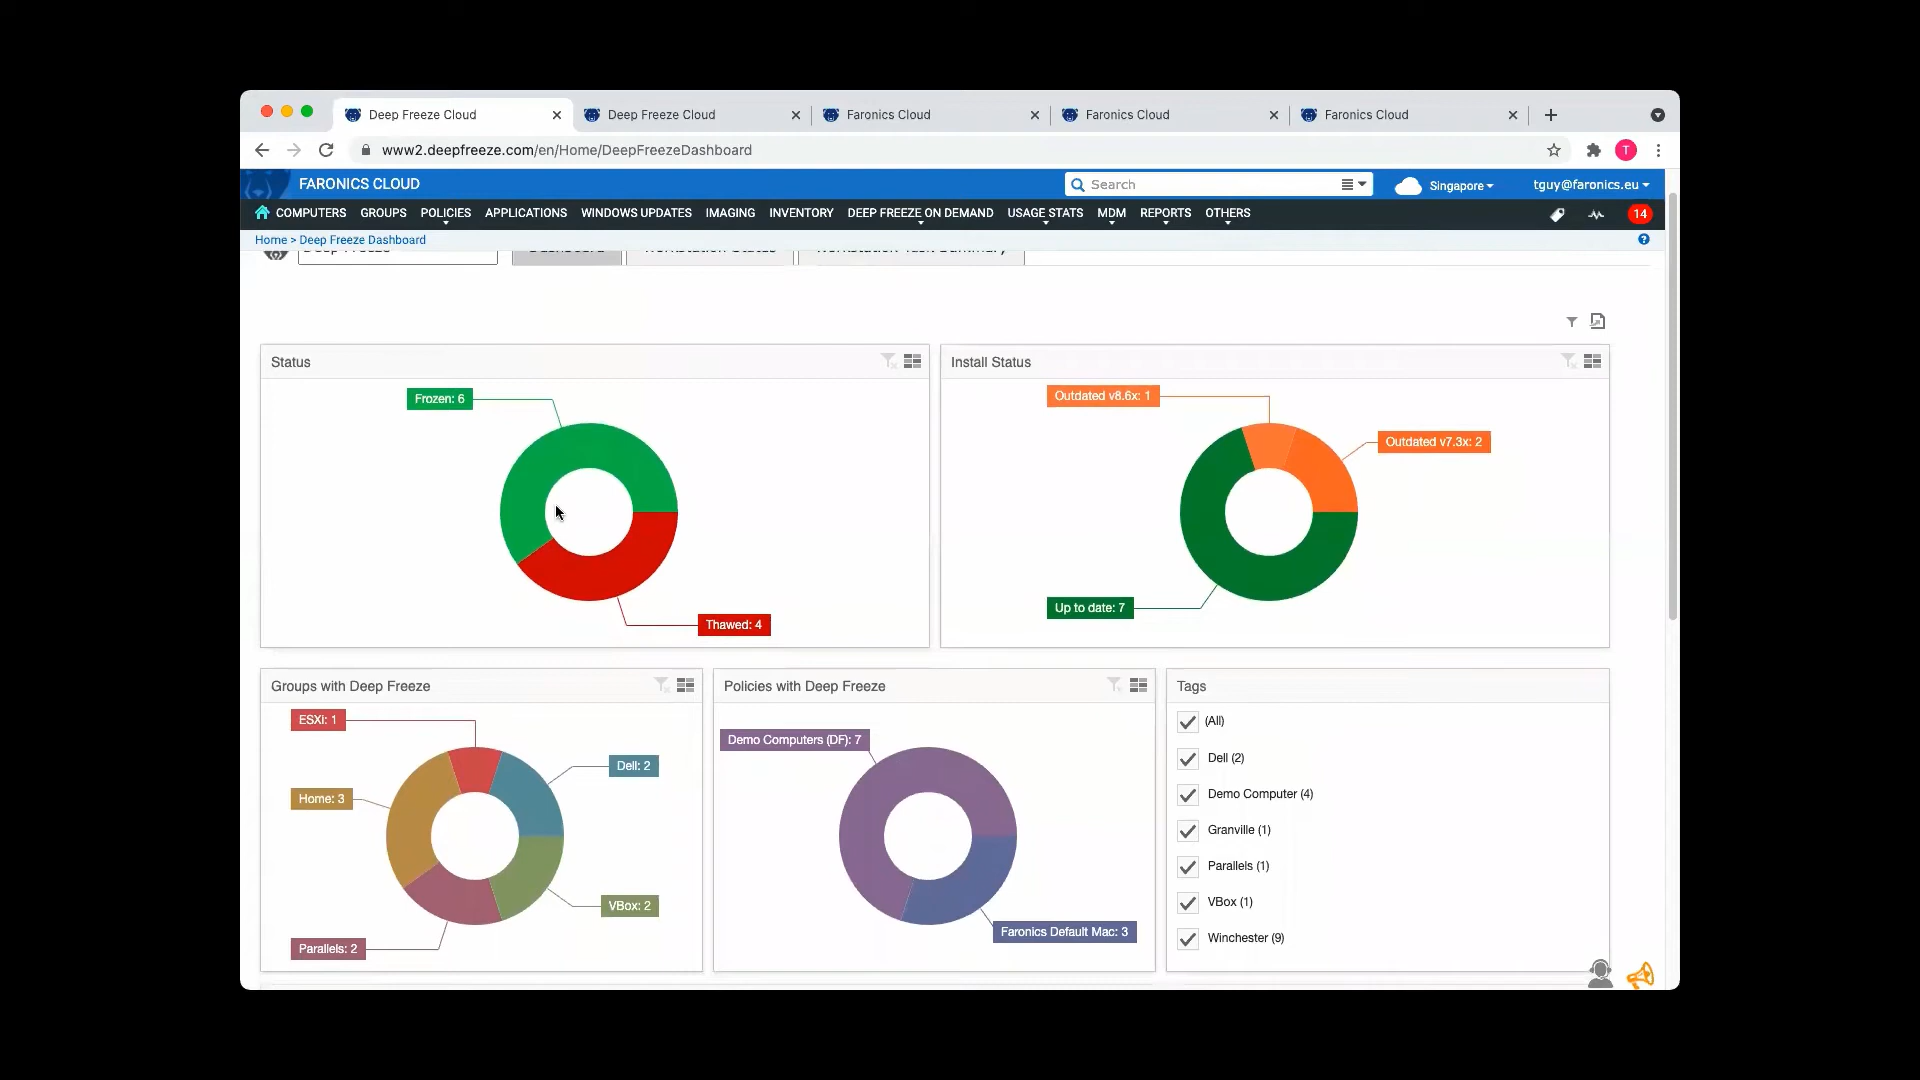 Deep Freeze Cloud
Deep Freeze Cloud
Faronics Cloud
Faronics Cloud
Faronics Cloud
www2.deepfreeze.com/en/Home/DeepFreezeDashboard
T
FARONICS CLOUD
Search
Singapore
tguy@faronics.eu
COMPUTERS GROUPS POLICIES APPLICATIONS WINDOWS UPDATES IMAGING INVENTORY DEEP FREEZE ON DEMAND USAGE STATS MDM REPORTS OTHERS
14
Home > Deep Freeze Dashboard
?
Status
Frozen: 6
Thawed: 4
Install Status
Outdated v8.6x: 1
Outdated v7.3x: 2
Up to date: 7
Groups with Deep Freeze
ESXi: 1
Dell: 2
Home: 3
VBox: 2
Parallels: 2
Policies with Deep Freeze
Demo Computers (DF): 7
Faronics Default Mac: 3
Tags
(All)
Dell (2)
Demo Computer (4)
Granville (1)
Parallels (1)
VBox (1)
Winchester (9)